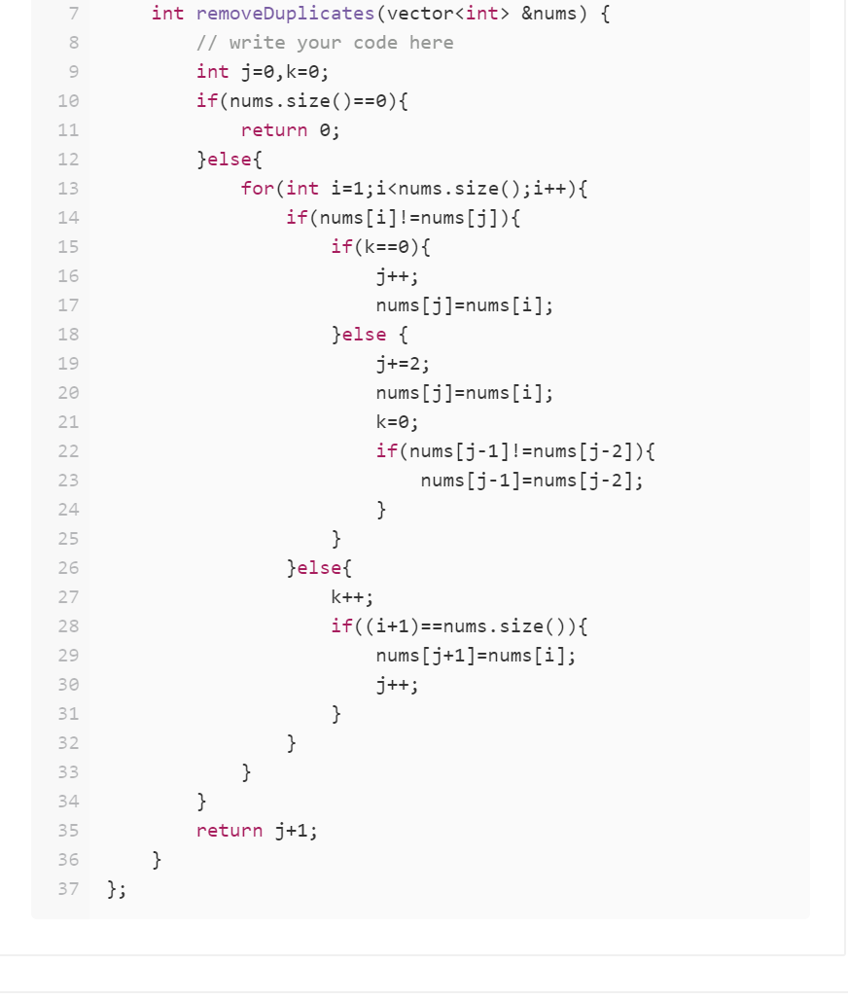 7 int removeDuplicates(vector<int> &nums) {
8 // write your code here
9 int j=0,k=0;
10 if(nums.size()==0){
11 return 0;
12 }else{
13 for(int i=1;i<nums.size();i++){
14 if(nums[i]!=nums[j]){
15 if(k==0){
16 j++;
17 nums[j]=nums[i];
18 }else {
19 j+=2;
20 nums[j]=nums[i];
21 k=0;
22 if(nums[j-1]!=nums[j-2]){
23 nums[j-1]=nums[j-2];
24 }
25 }
26 }else{
27 k++;
28 if((i+1)==nums.size()){
29 nums[j+1]=nums[i];
30 j++;
31 }
32 }
33 }
34 }
35 return j+1;
36 }
37 };